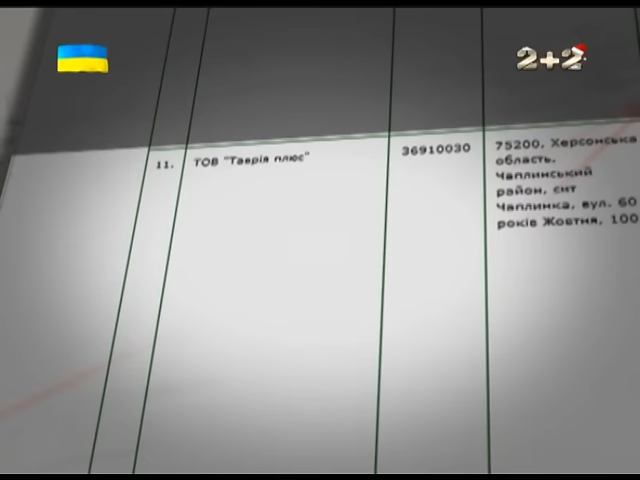 2+2
11.
ТОВ "Таврія плюс"
36910030
75200, Херсонська
область,
Чаплинський
район, смт
Чаплинка, вул. 60
років Жовтня, 100